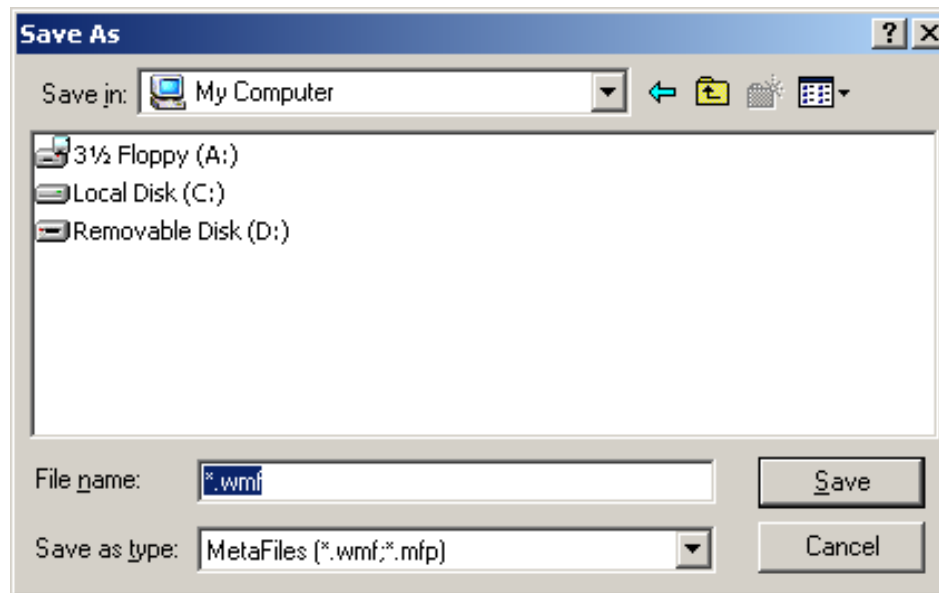 Save As
Save in: My Computer
3½ Floppy (A:)
Local Disk (C:)
Removable Disk (D:)
File name: *.wmf Save
Save as type: MetaFiles (*.wmf;*.mfp) Cancel